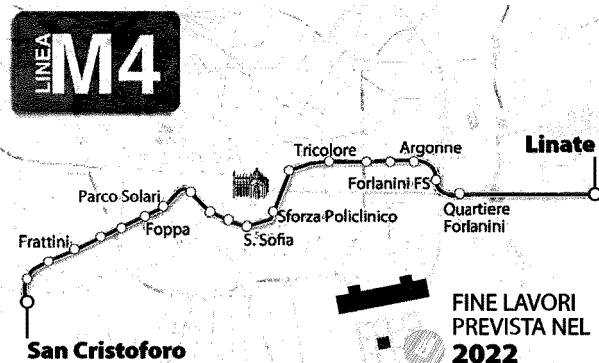 LINEA
M4
Linate
Tricolore
Argonne
Forlanini FS
Parco Solari
Sforza Policlinico
Quartiere
Forlanini
Foppa
Frattini
S. Sofia
San Cristoforo
FINE LAVORI
PREVISTA NEL
2022